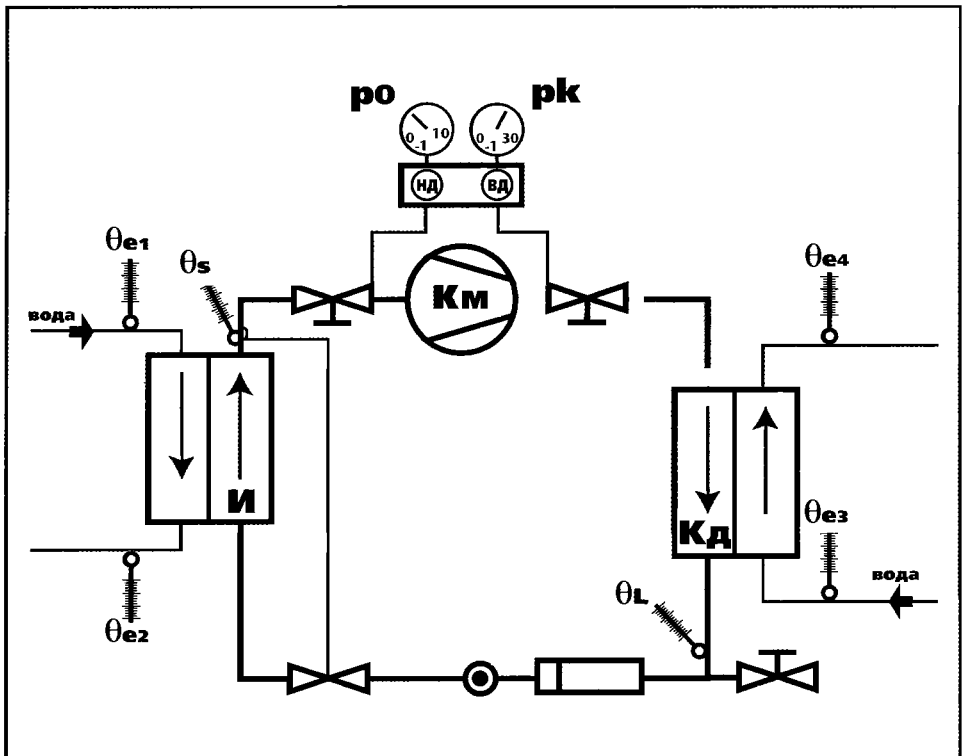 po pk
0 -1 10 0 -1 30
НД ВД
θe1 θs θe4
вода Км
И Кд θe3
вода
θe2 θL